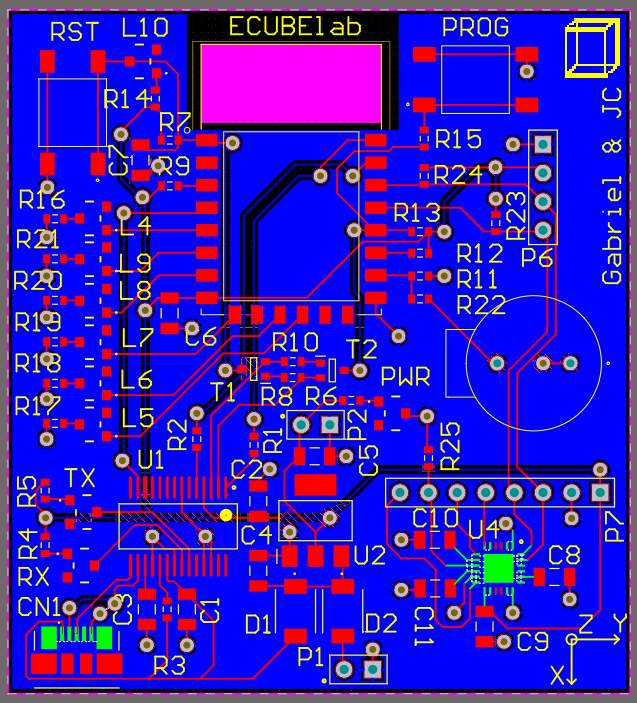 RST L10 ECUBElab PROG
R14
R7 R15
C7 R9 R24
R16 R13 R23
L4
R21 R12 P6
L9
R20 L8 R11
R22
R19 C6
L7 R10 T2
R18 L6 T1 PWR
R8 R6
R17 L5 P2
R2 R1 R25
U1 C5
TX C2
R5 C10 U4 P7
R4 C4 U2 C8
RX
CN1 C3 C1 D1 D2 C11 C9 Z
Y
R3 P1
X
Gabriel & JC